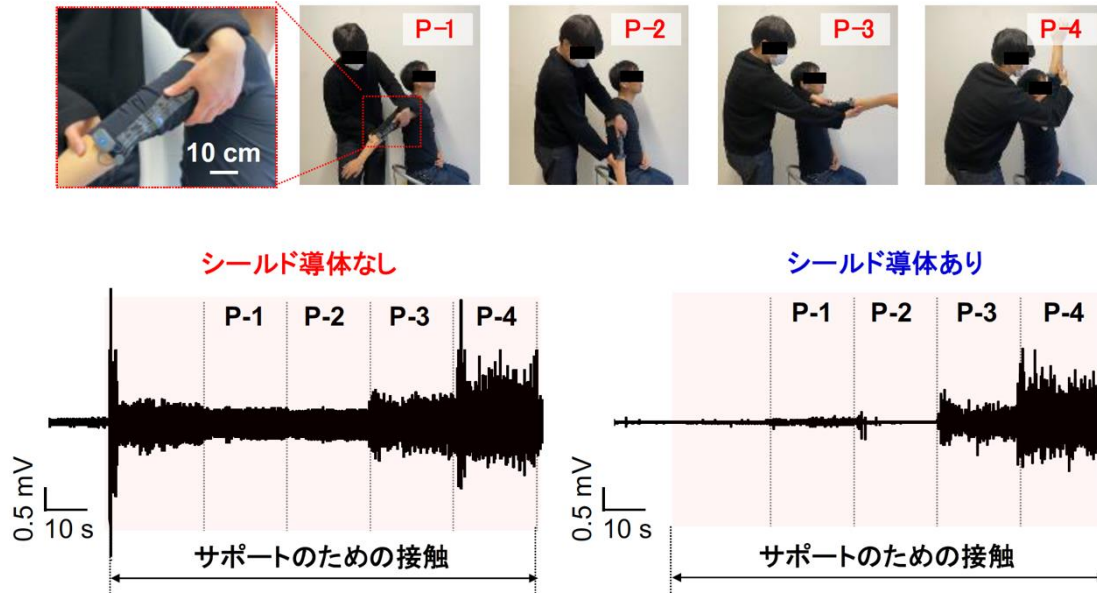 P-1
P-2
P-3
P-4
10 cm
シールド導体なし
シールド導体あり
P-1
P-2
P-3
P-4
P-1
P-2
P-3
P-4
0.5 mV
10 s
0.5 mV
10 s
サポートのための接触
サポートのための接触